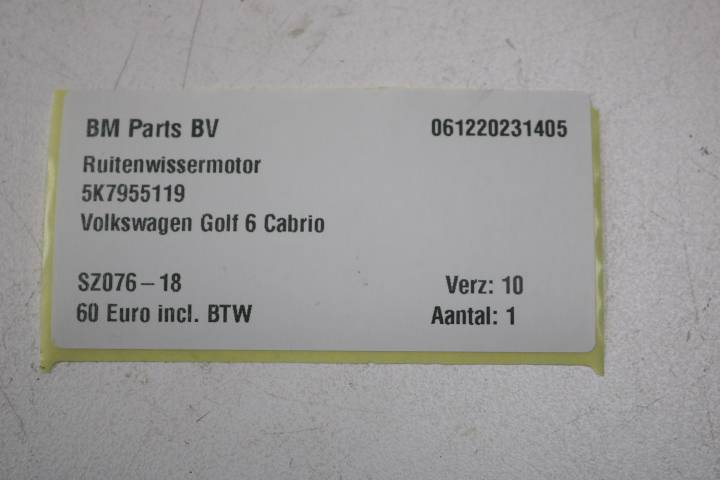 BM Parts BV 061220231405
Ruitenwissermotor
5K7955119
Volkswagen Golf 6 Cabrio
SZ076-18 Verz: 10
60 Euro incl. BTW Aantal: 1